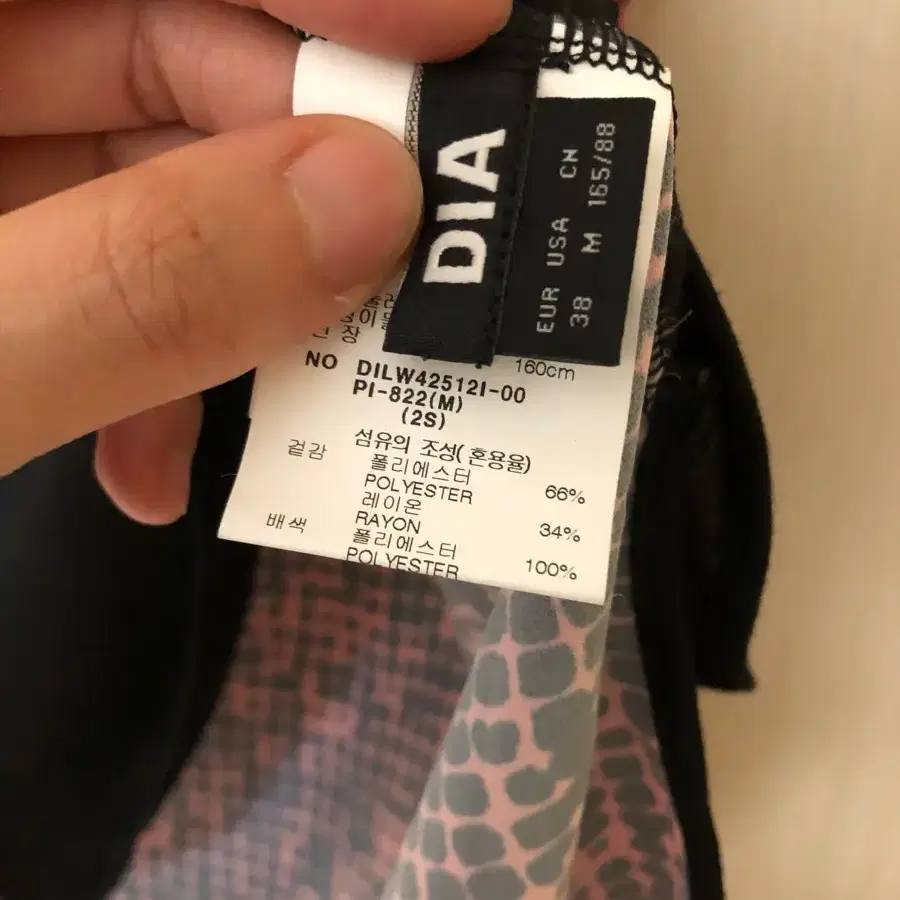 DIA
EUR USA CN
38 M 165/88
160cm
NO DILW42512I-00
PI-822(M)
(2S)
섬유의 조성(혼용율)
겉감 폴리에스터
POLYESTER 66%
레이온
RAYON 34%
배색 폴리에스터
POLYESTER 100%